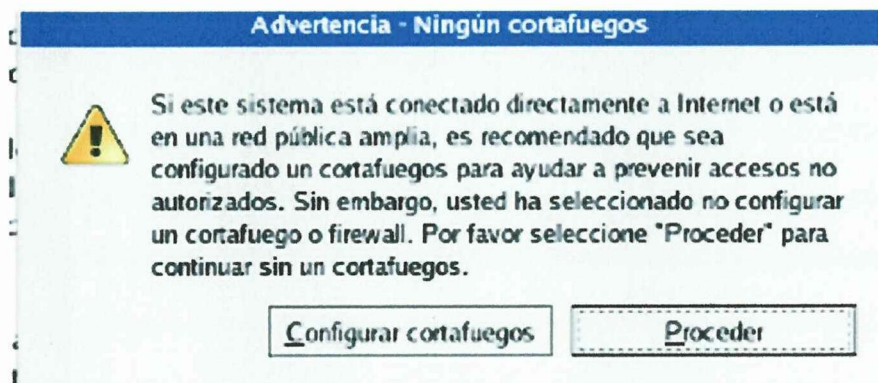 Advertencia - Ningún cortafuegos
Si este sistema está conectado directamente a Internet o está
en una red pública amplia, es recomendado que sea
configurado un cortafuegos para ayudar a prevenir accesos no
autorizados. Sin embargo, usted ha seleccionado no configurar
un cortafuego o firewall. Por favor seleccione "Proceder" para
continuar sin un cortafuegos.
Configurar cortafuegos Proceder